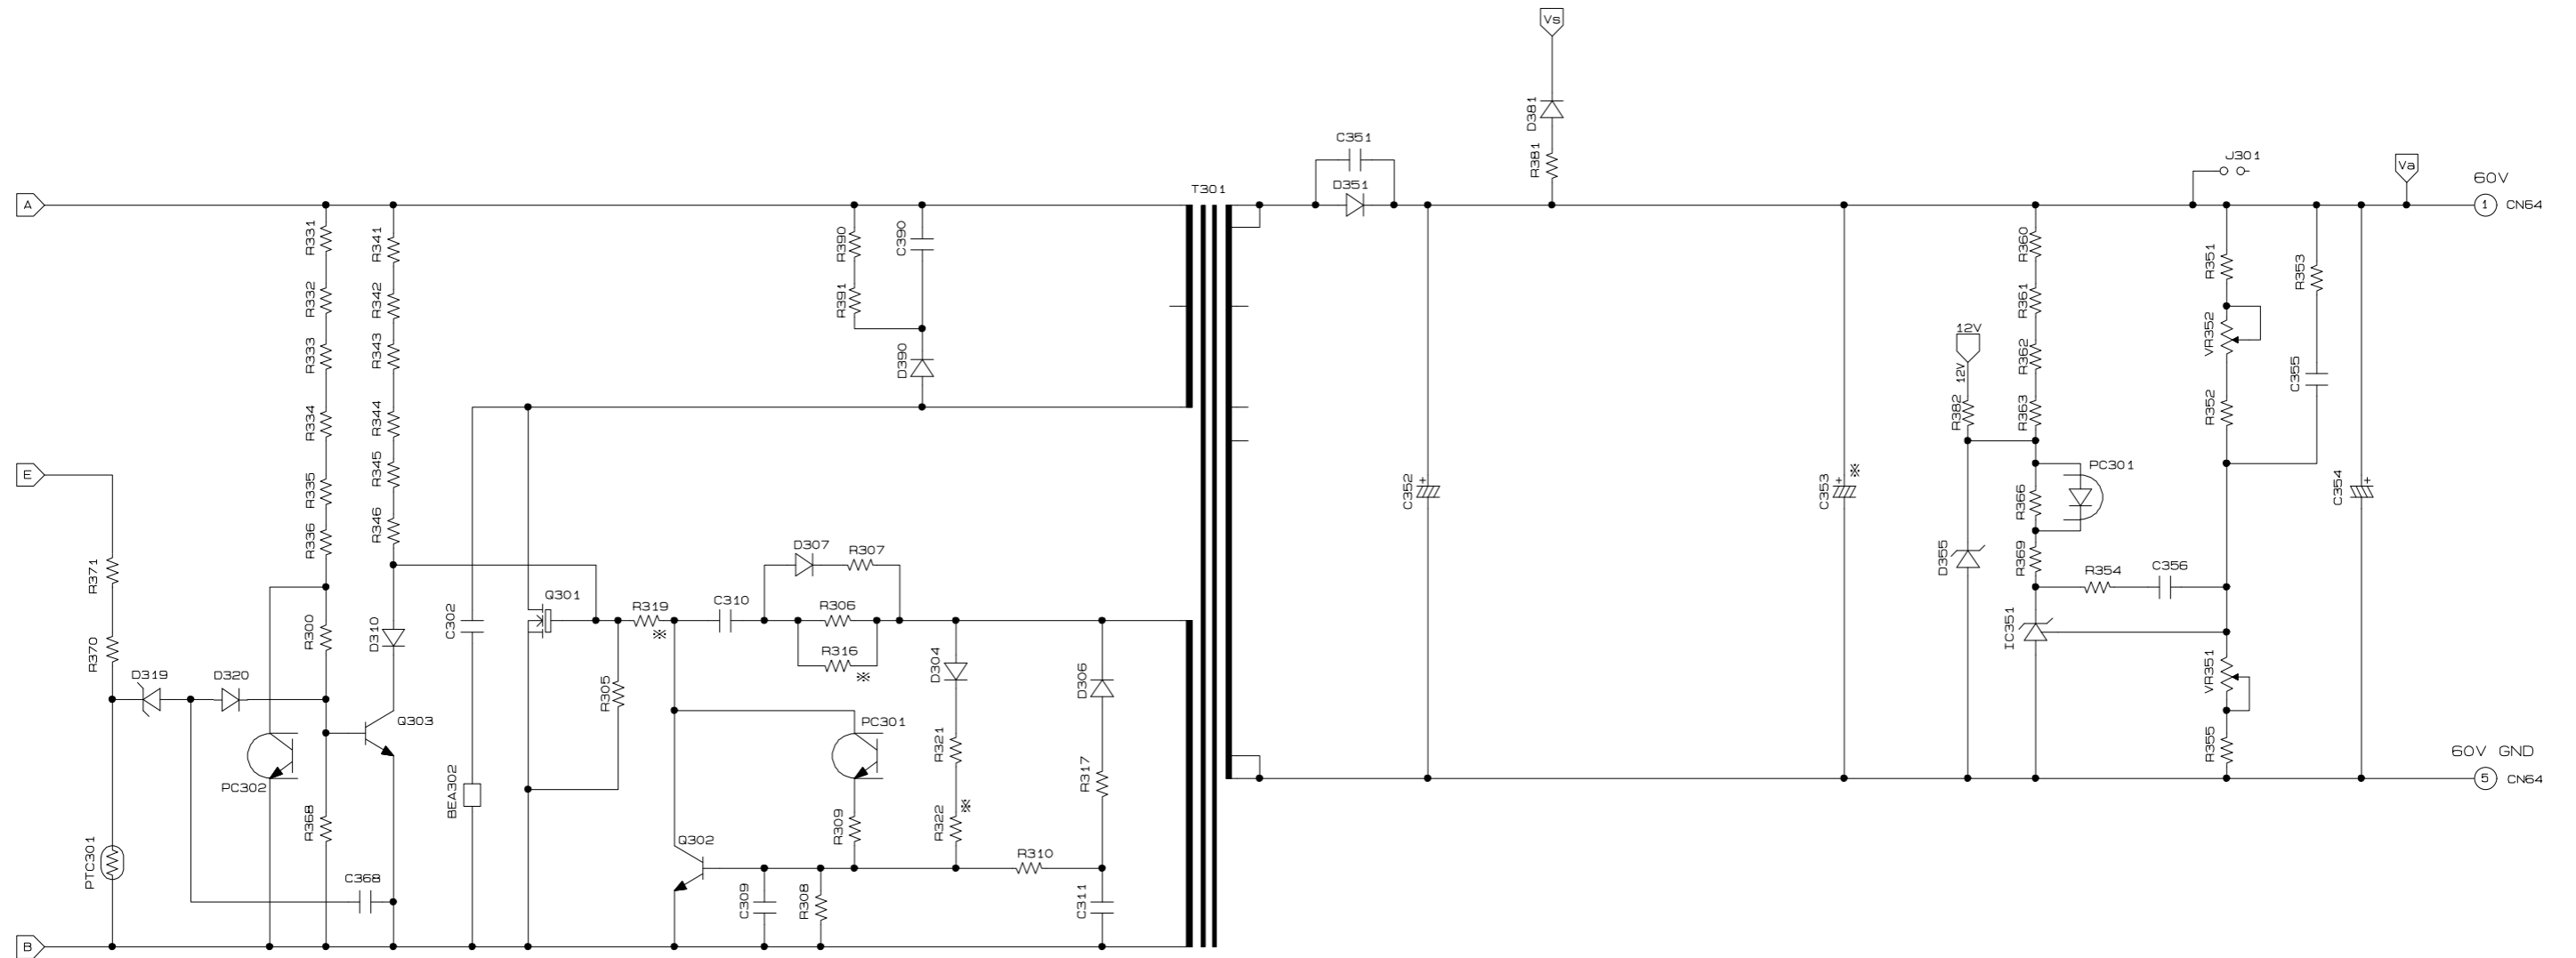 Vs
D381
R381
C351
D351
T301
J301
Va
60V
1 CN64
A
R331
R341
R390
C390
R360
R351
R353
R332
R342
R391
R361
VR352
12V
R333
R343
D390
R362
12V
C355
R334
R344
R382
R363
R352
E
R335
R345
PC301
C352 +
C353 + ※
C354 +
R336
R346
R366
D307
R307
D355
R369
R371
R354
C356
Q301
R319 ※
C310
R306
C302
R300
D310
IC351
R370
R316 ※
D304
D306
VR351
D319
D320
R305
Q303
PC301
R321
R355
60V GND
5 CN64
PC302
BEA302
R317
R368
R309
R322 ※
Q302
R310
PTC301
C368
C309
R308
C311
B